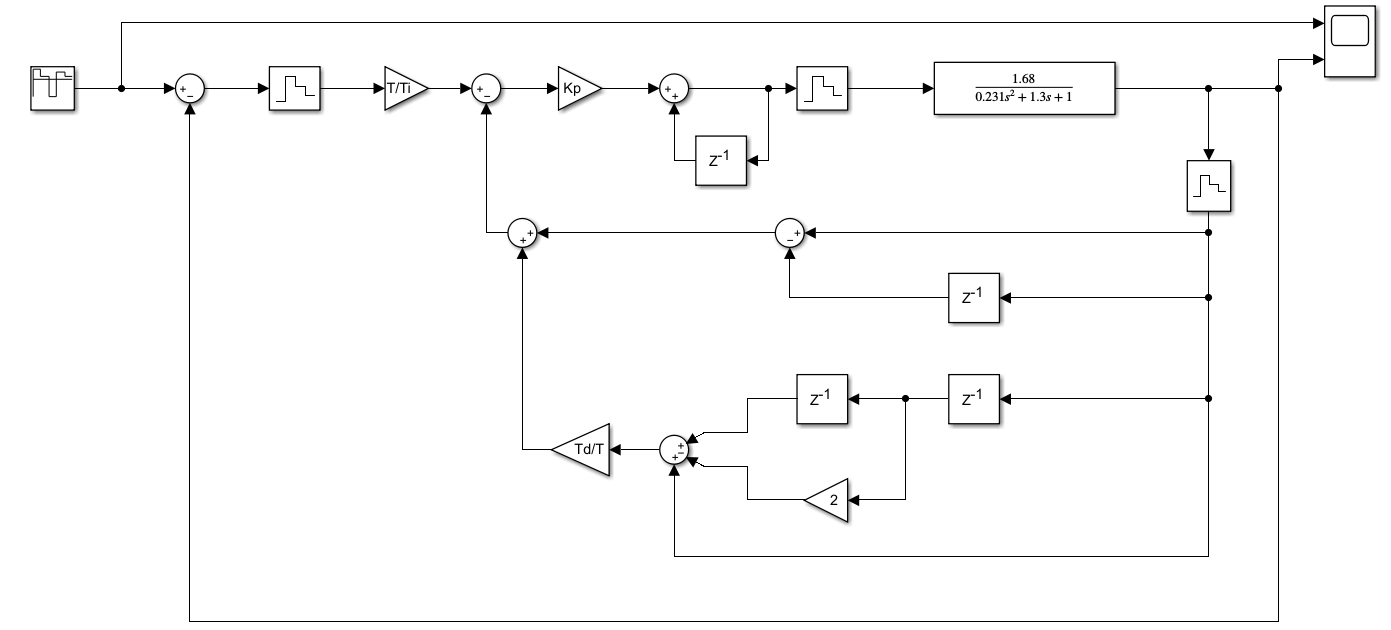 T/Ti
Kp
1.68
0.231s² + 1.3s + 1
Z⁻¹
Z⁻¹
Z⁻¹
Z⁻¹
Td/T
2